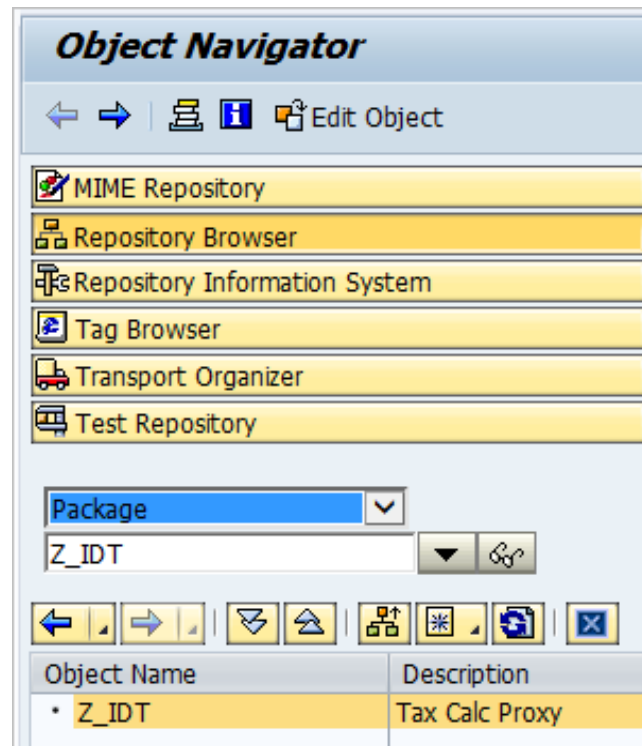 Object Navigator
Edit Object
MIME Repository
Repository Browser
Repository Information System
Tag Browser
Transport Organizer
Test Repository
Package
Z_IDT
Object Name Description
Z_IDT Tax Calc Proxy